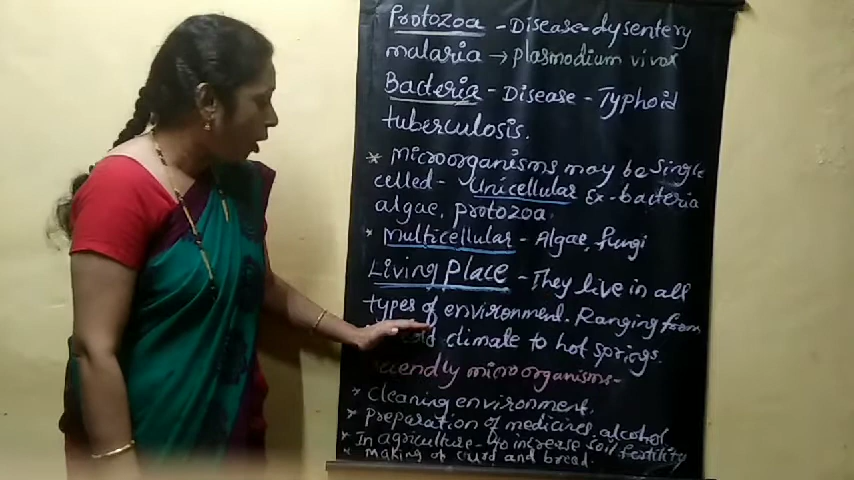 Protozoa - Disease-dysentery
malaria → plasmodium vivax
Bacteria - Disease - Typhoid
tuberculosis.
* Microorganisms may be single
celled - Unicellular Ex - bacteria
algae, protozoa
* Multicellular - Algae, fungi
Living place - They live in all
types of environment. Ranging from
cold climate to hot springs.
microorganisms-
* Cleaning environment.
* Preparation of medicines, alcohol
* In agriculture - to increase soil fertility
* making of curd and bread.